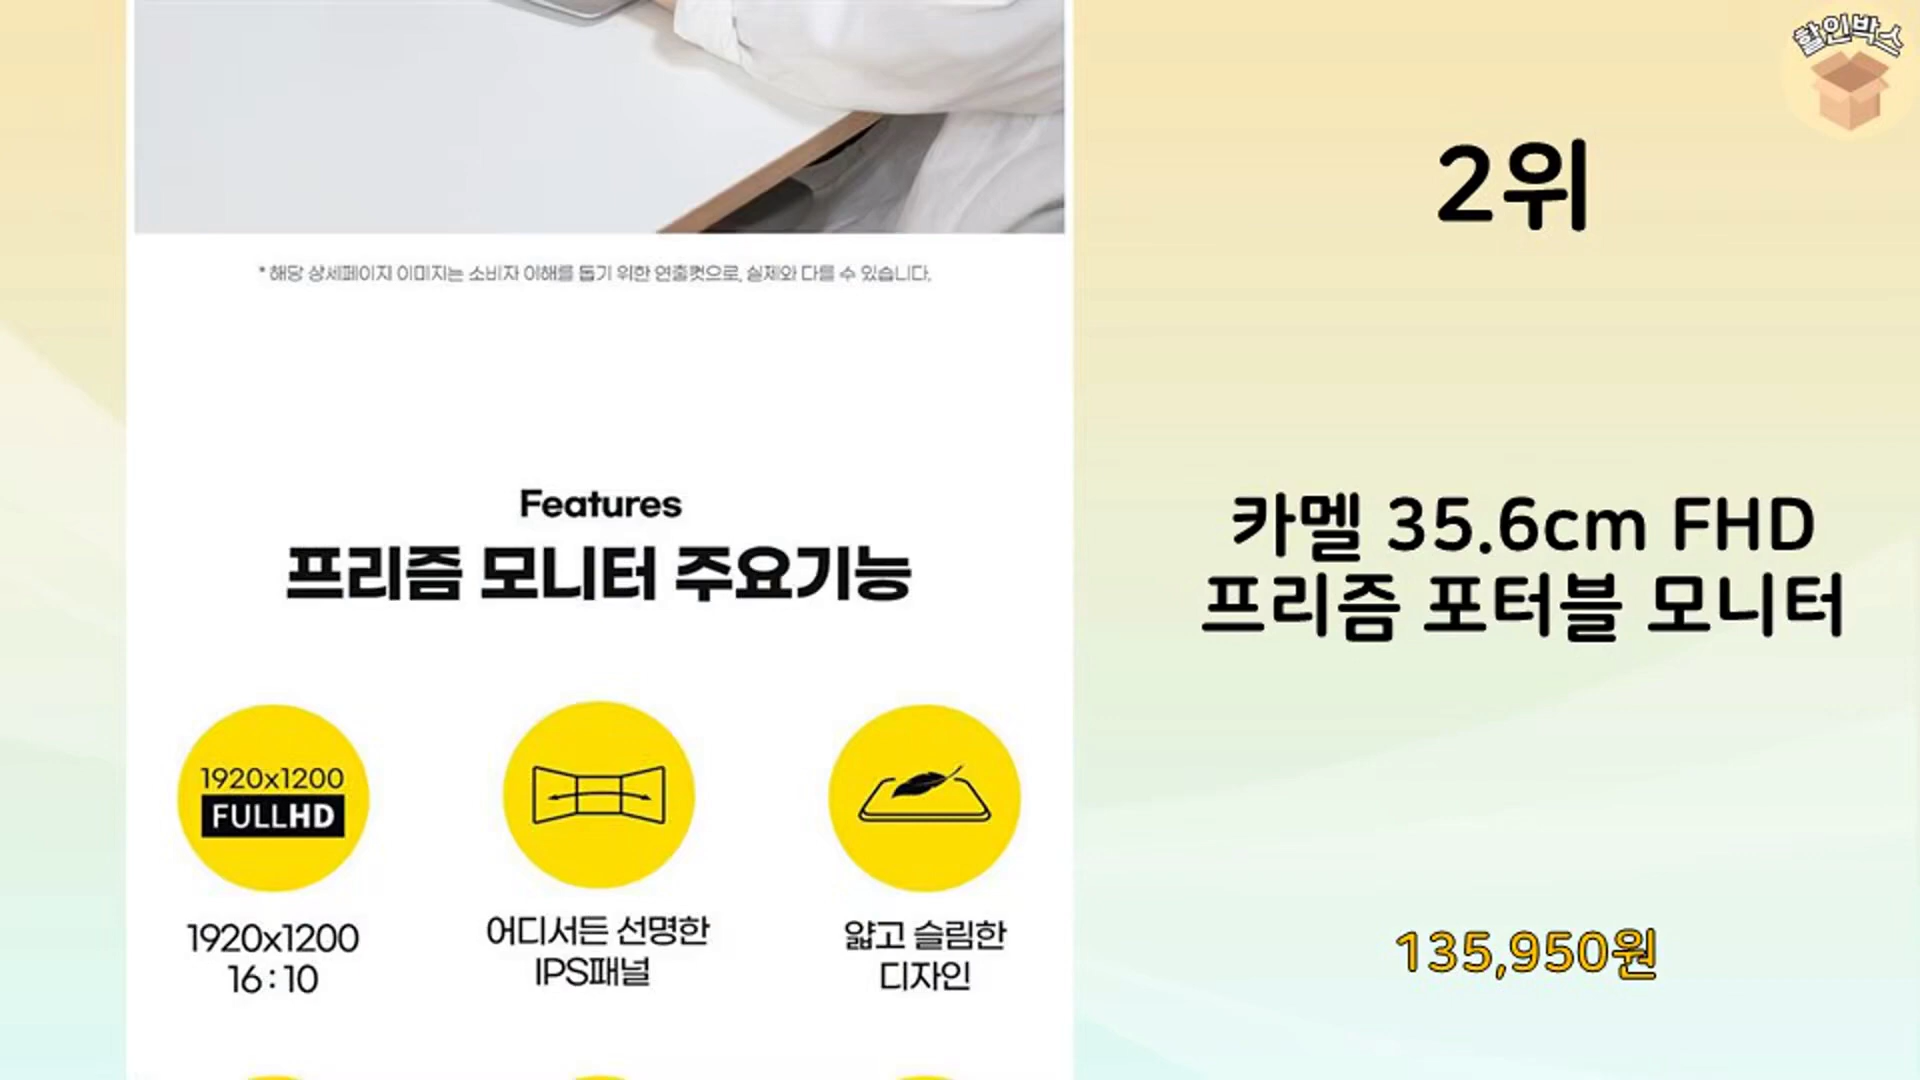 * 해당 상세페이지 이미지는 소비자 이해를 돕기 위한 연출컷으로, 실제와 다를 수 있습니다.
Features
프리즘 모니터 주요기능
1920x1200
FULLHD
1920x1200
16:10
어디서든 선명한
IPS패널
얇고 슬림한
디자인
할인박스
2위
카멜 35.6cm FHD
프리즘 포터블 모니터
135,950원